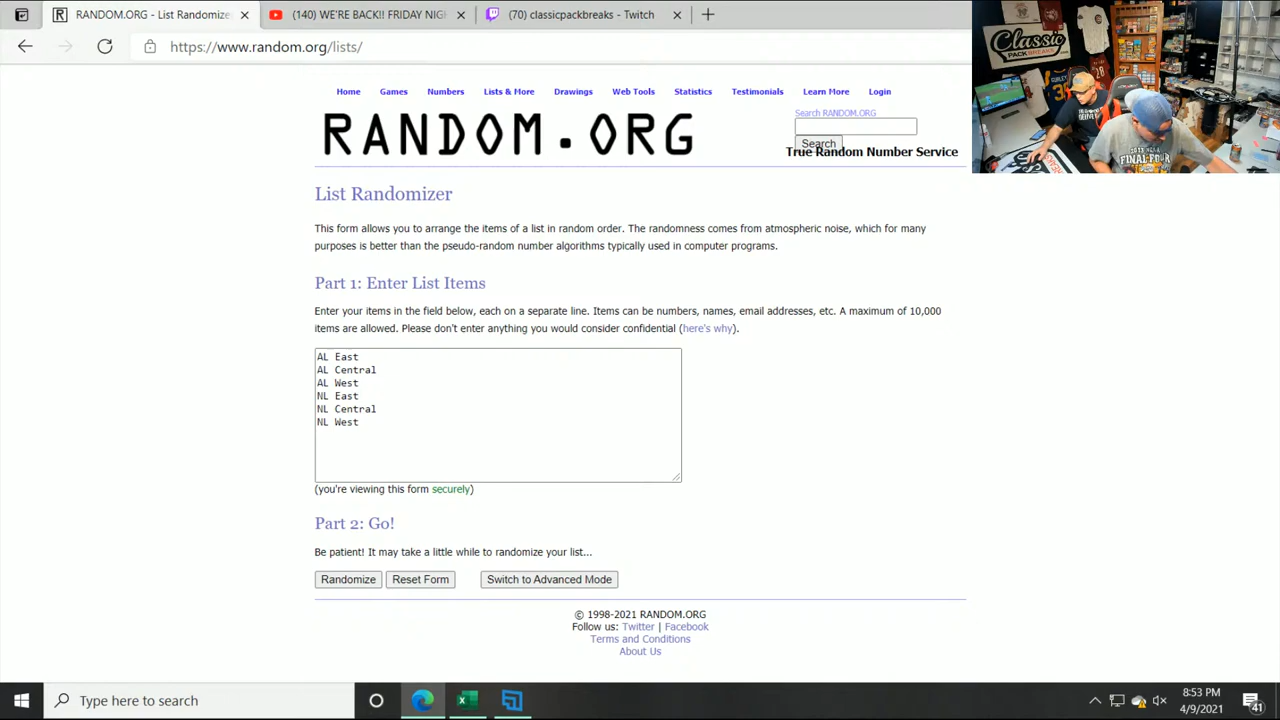 RANDOM.ORG - List Randomizer
(140) WE'RE BACK!! FRIDAY NIGH
(70) classicpackbreaks - Twitch
https://www.random.org/lists/
Home Games Numbers Lists & More Drawings Web Tools Statistics Testimonials Learn More Login
Search RANDOM.ORG
RANDOM.ORG
Search
True Random Number Service
Classic
PACK BREAKS
FINAL FOUR
List Randomizer
This form allows you to arrange the items of a list in random order. The randomness comes from atmospheric noise, which for many
purposes is better than the pseudo-random number algorithms typically used in computer programs.
Part 1: Enter List Items
Enter your items in the field below, each on a separate line. Items can be numbers, names, email addresses, etc. A maximum of 10,000
items are allowed. Please don't enter anything you would consider confidential (here's why).
AL East
AL Central
AL West
NL East
NL Central
NL West
(you're viewing this form securely)
Part 2: Go!
Be patient! It may take a little while to randomize your list...
Randomize Reset Form Switch to Advanced Mode
© 1998-2021 RANDOM.ORG
Follow us: Twitter | Facebook
Terms and Conditions
About Us
Type here to search
8:53 PM
4/9/2021
41